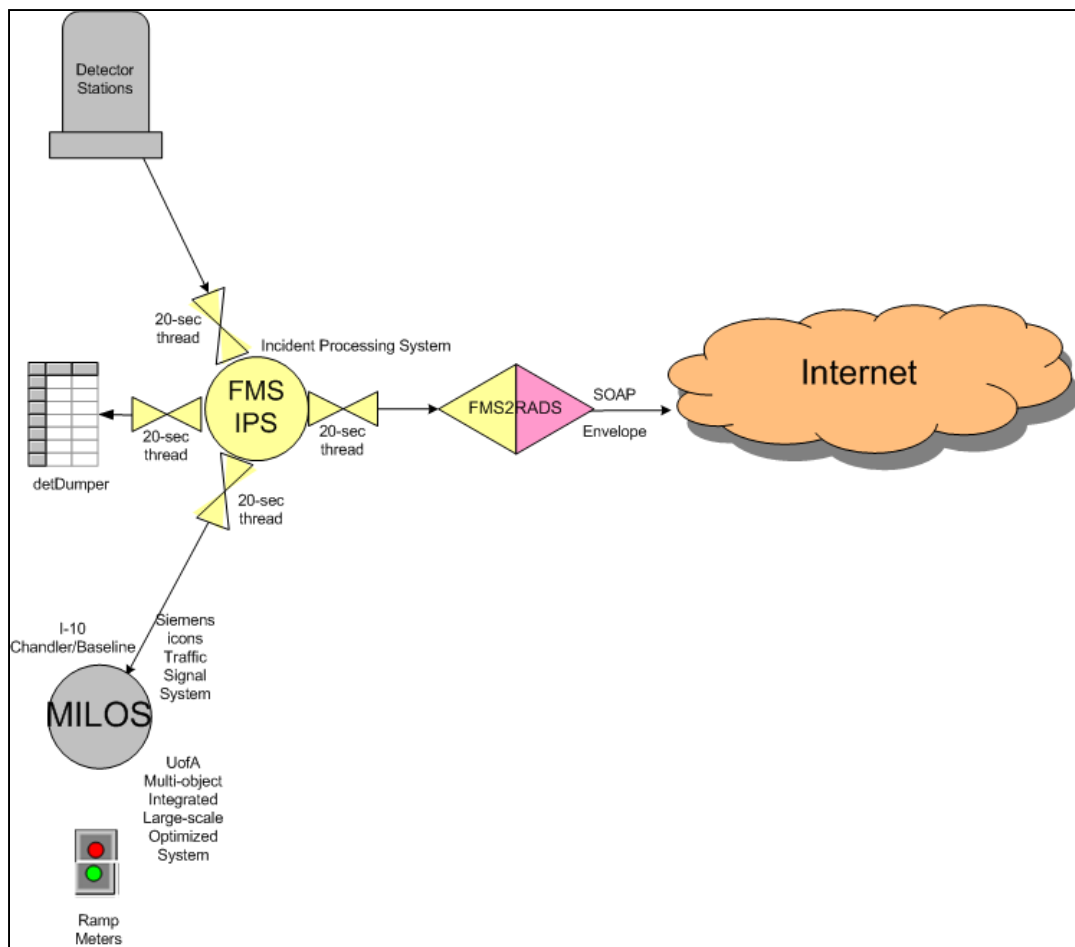 Detector
Stations
20-sec
thread
Incident Processing System
FMS
IPS
20-sec
thread
20-sec
thread
detDumper
20-sec
thread
FMS2RADS
SOAP
Envelope
Internet
I-10
Chandler/Baseline
Siemens
icons
Traffic
Signal
System
MILOS
UofA
Multi-object
Integrated
Large-scale
Optimized
System
Ramp
Meters